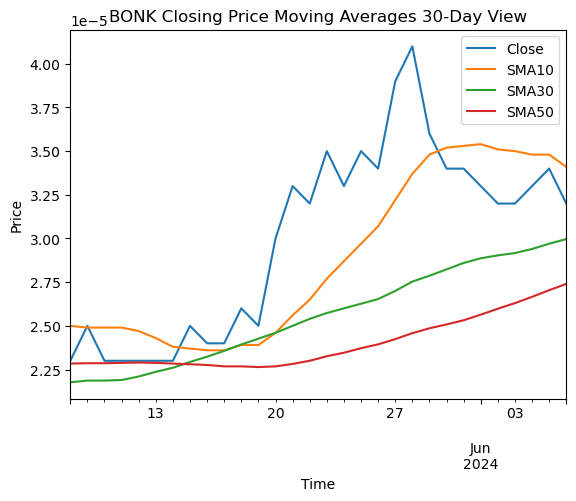 BONK Closing Price Moving Averages 30-Day View
1e−5
Close
SMA10
SMA30
SMA50
4.00
3.75
3.50
3.25
3.00
2.75
2.50
2.25
Price
13
20
27
03
Jun
2024
Time